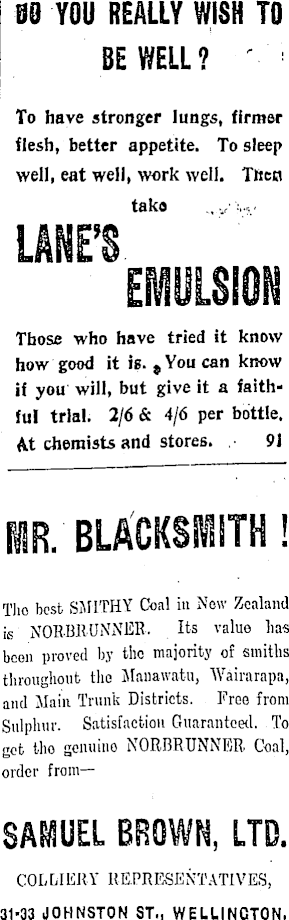 DO YOU REALLY WISH TO
BE WELL?
To have stronger lungs, firmer
flesh, better appetite. To sleep
well, eat well, work well. Then
take
LANE'S
EMULSION
Those who have tried it know
how good it is. You can know
if you will, but give it a faith-
ful trial. 2/6 & 4/6 per bottle.
At chemists and stores. 91
MR. BLACKSMITH!
The best SMITHY Coal in New Zealand
is NORBRUNNER. Its value has
been proved by the majority of smiths
throughout the Manawatu, Wairarapa,
and Main Trunk Districts. Free from
Sulphur. Satisfaction Guaranteed. To
get the genuine NORBRUNNER Coal,
order from—
SAMUEL BROWN, LTD.
COLLIERY REPRESENTATIVES,
31-33 JOHNSTON ST., WELLINGTON.